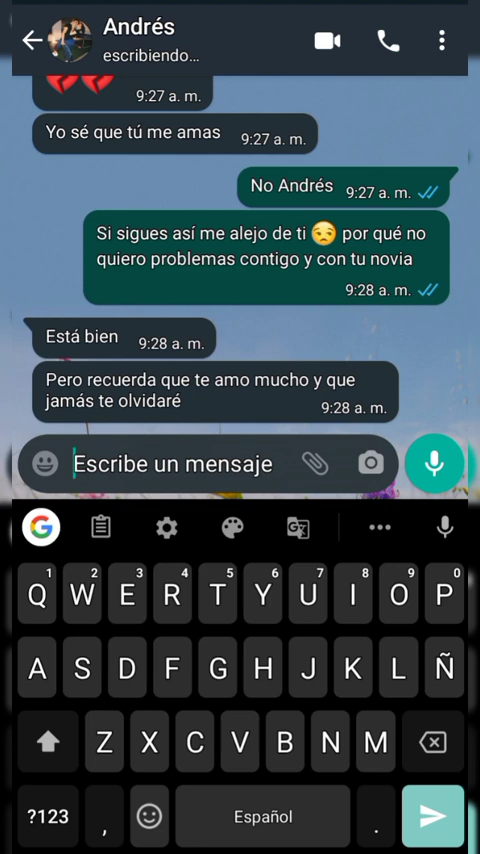 Andrés
escribiendo...
9:27 a. m.
Yo sé que tú me amas 9:27 a. m.
No Andrés 9:27 a. m.
Si sigues así me alejo de ti 😒 por qué no
quiero problemas contigo y con tu novia
9:28 a. m.
Está bien 9:28 a. m.
Pero recuerda que te amo mucho y que
jamás te olvidaré
9:28 a. m.
Escribe un mensaje
G
1 2 3 4 5 6 7 8 9 0
Q W E R T Y U I O P
A S D F G H J K L Ñ
Z X C V B N M
?123 , Español .